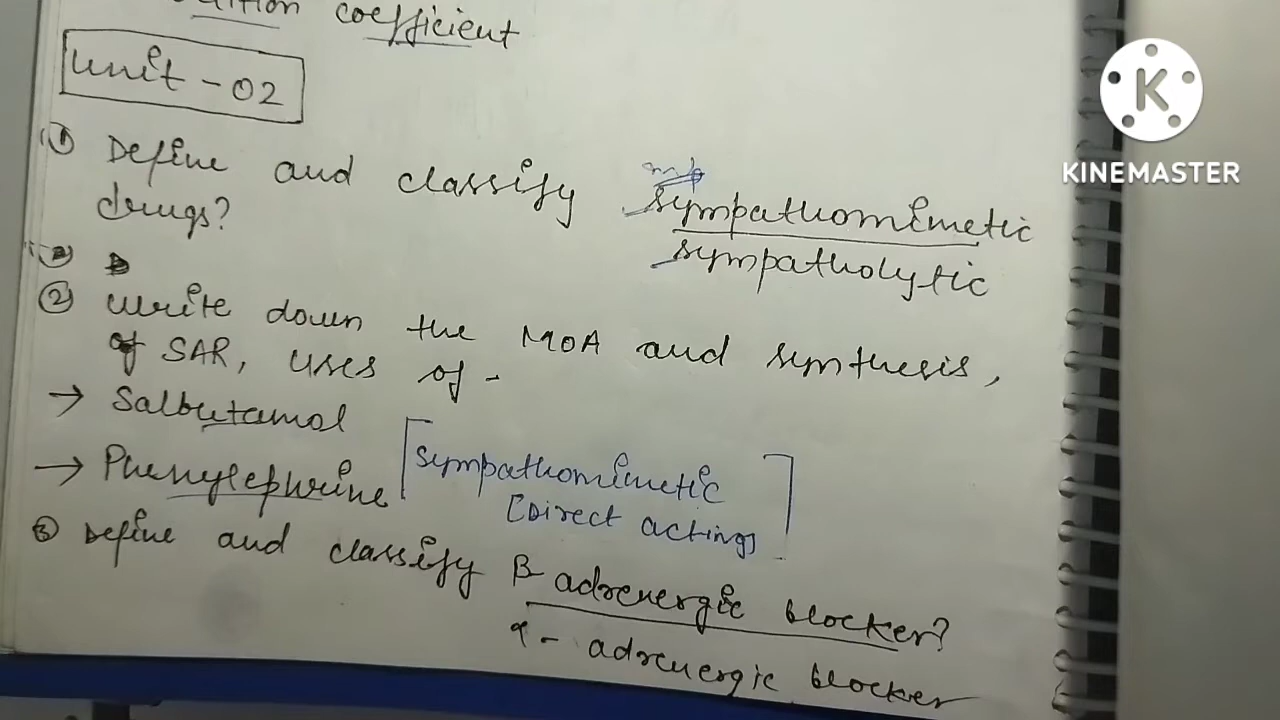 coefficient
Unit - 02
① Define and classify sympathomimetic
drugs?
sympatholytic
② Write down the MOA and synthesis,
of SAR, uses of -
→ Salbutamol
→ Phenylephrine [sympathomimetic
[Direct acting]
③ Define and classify β adrenergic blocker?
α - adrenergic blocker
K
KINEMASTER